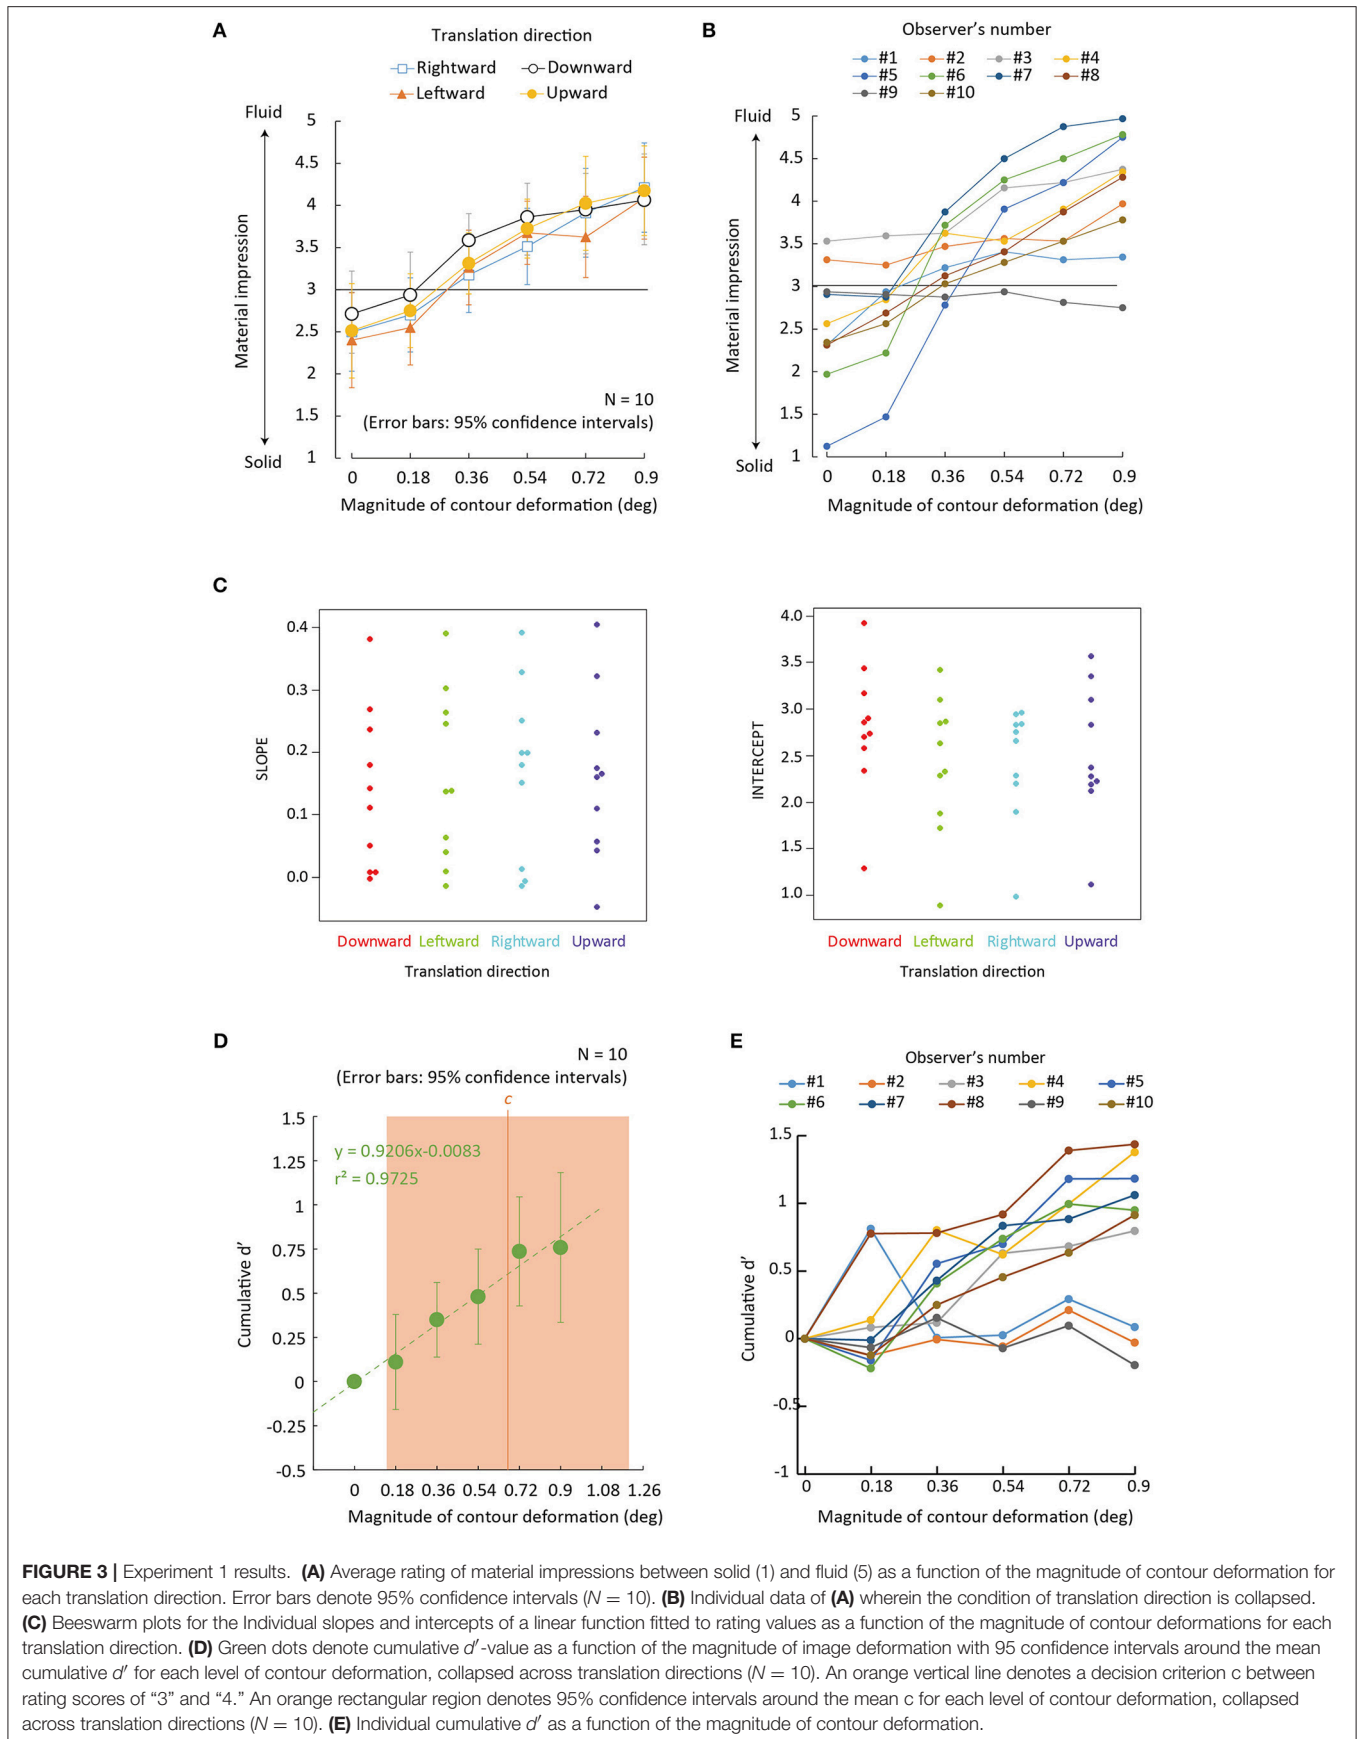 A
Translation direction
Rightward
Downward
Leftward
Upward
Fluid
Material impression
Solid
5
4.5
4
3.5
3
2.5
2
1.5
1
N = 10
(Error bars: 95% confidence intervals)
0 0.18 0.36 0.54 0.72 0.9
Magnitude of contour deformation (deg)
B
Observer's number
#1 #2 #3 #4
#5 #6 #7 #8
#9 #10
Fluid
Material impression
Solid
5
4.5
4
3.5
3
2.5
2
1.5
1
0 0.18 0.36 0.54 0.72 0.9
Magnitude of contour deformation (deg)
C
SLOPE
0.4
0.3
0.2
0.1
0.0
Downward Leftward Rightward Upward
Translation direction
INTERCEPT
4.0
3.5
3.0
2.5
2.0
1.5
1.0
Downward Leftward Rightward Upward
Translation direction
D
N = 10
(Error bars: 95% confidence intervals)
c
y = 0.9206x-0.0083
r² = 0.9725
Cumulative d′
1.5
1.25
1
0.75
0.5
0.25
0
-0.25
-0.5
0 0.18 0.36 0.54 0.72 0.9 1.08 1.26
Magnitude of contour deformation (deg)
E
Observer's number
#1 #2 #3 #4 #5
#6 #7 #8 #9 #10
Cumulative d′
1.5
1
0.5
0
-0.5
-1
0 0.18 0.36 0.54 0.72 0.9
Magnitude of contour deformation (deg)
FIGURE 3 | Experiment 1 results. (A) Average rating of material impressions between solid (1) and fluid (5) as a function of the magnitude of contour deformation for
each translation direction. Error bars denote 95% confidence intervals (N = 10). (B) Individual data of (A) wherein the condition of translation direction is collapsed.
(C) Beeswarm plots for the Individual slopes and intercepts of a linear function fitted to rating values as a function of the magnitude of contour deformations for each
translation direction. (D) Green dots denote cumulative d′-value as a function of the magnitude of image deformation with 95 confidence intervals around the mean
cumulative d′ for each level of contour deformation, collapsed across translation directions (N = 10). An orange vertical line denotes a decision criterion c between
rating scores of “3” and “4.” An orange rectangular region denotes 95% confidence intervals around the mean c for each level of contour deformation, collapsed
across translation directions (N = 10). (E) Individual cumulative d′ as a function of the magnitude of contour deformation.